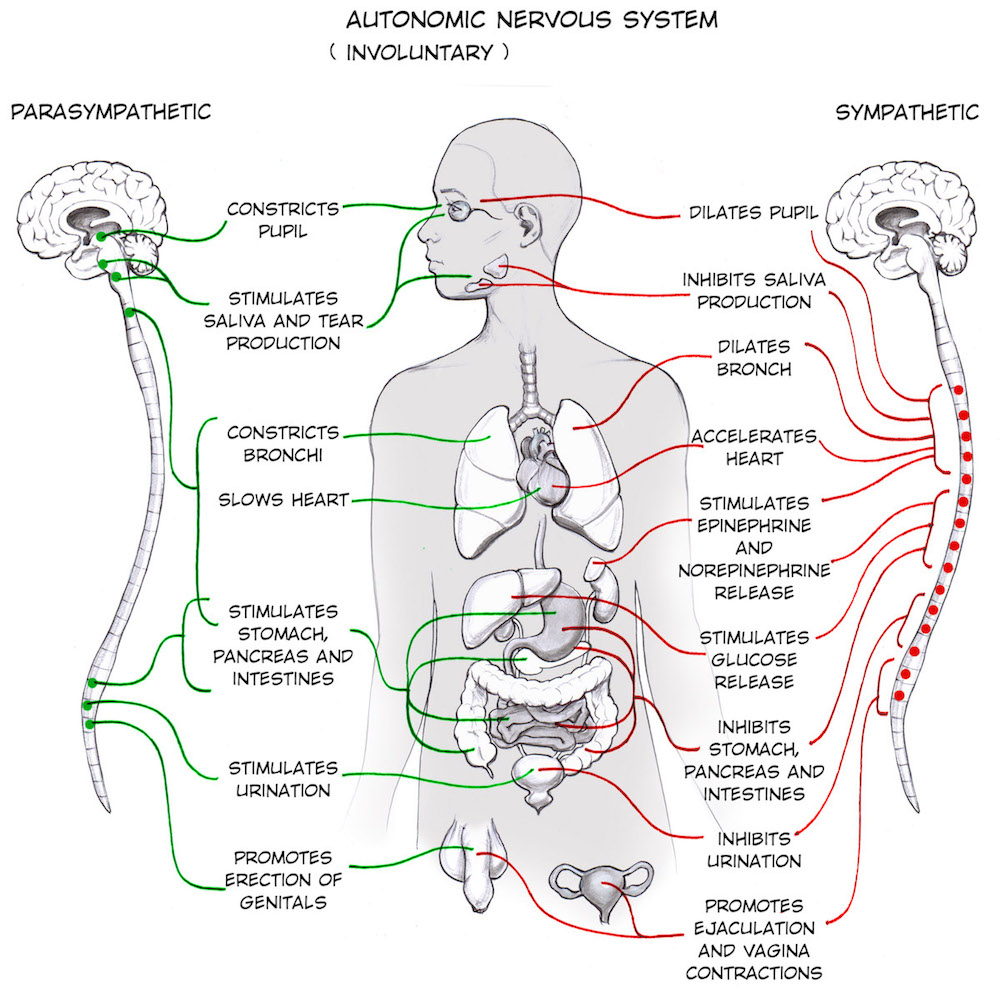 AUTONOMIC NERVOUS SYSTEM
( INVOLUNTARY )
PARASYMPATHETIC
CONSTRICTS
PUPIL
STIMULATES
SALIVA AND TEAR
PRODUCTION
CONSTRICTS
BRONCHI
SLOWS HEART
STIMULATES
STOMACH,
PANCREAS AND
INTESTINES
STIMULATES
URINATION
PROMOTES
ERECTION OF
GENITALS
SYMPATHETIC
DILATES PUPIL
INHIBITS SALIVA
PRODUCTION
DILATES
BRONCH
ACCELERATES
HEART
STIMULATES
EPINEPHRINE
AND
NOREPINEPHRINE
RELEASE
STIMULATES
GLUCOSE
RELEASE
INHIBITS
STOMACH,
PANCREAS AND
INTESTINES
INHIBITS
URINATION
PROMOTES
EJACULATION
AND VAGINA
CONTRACTIONS